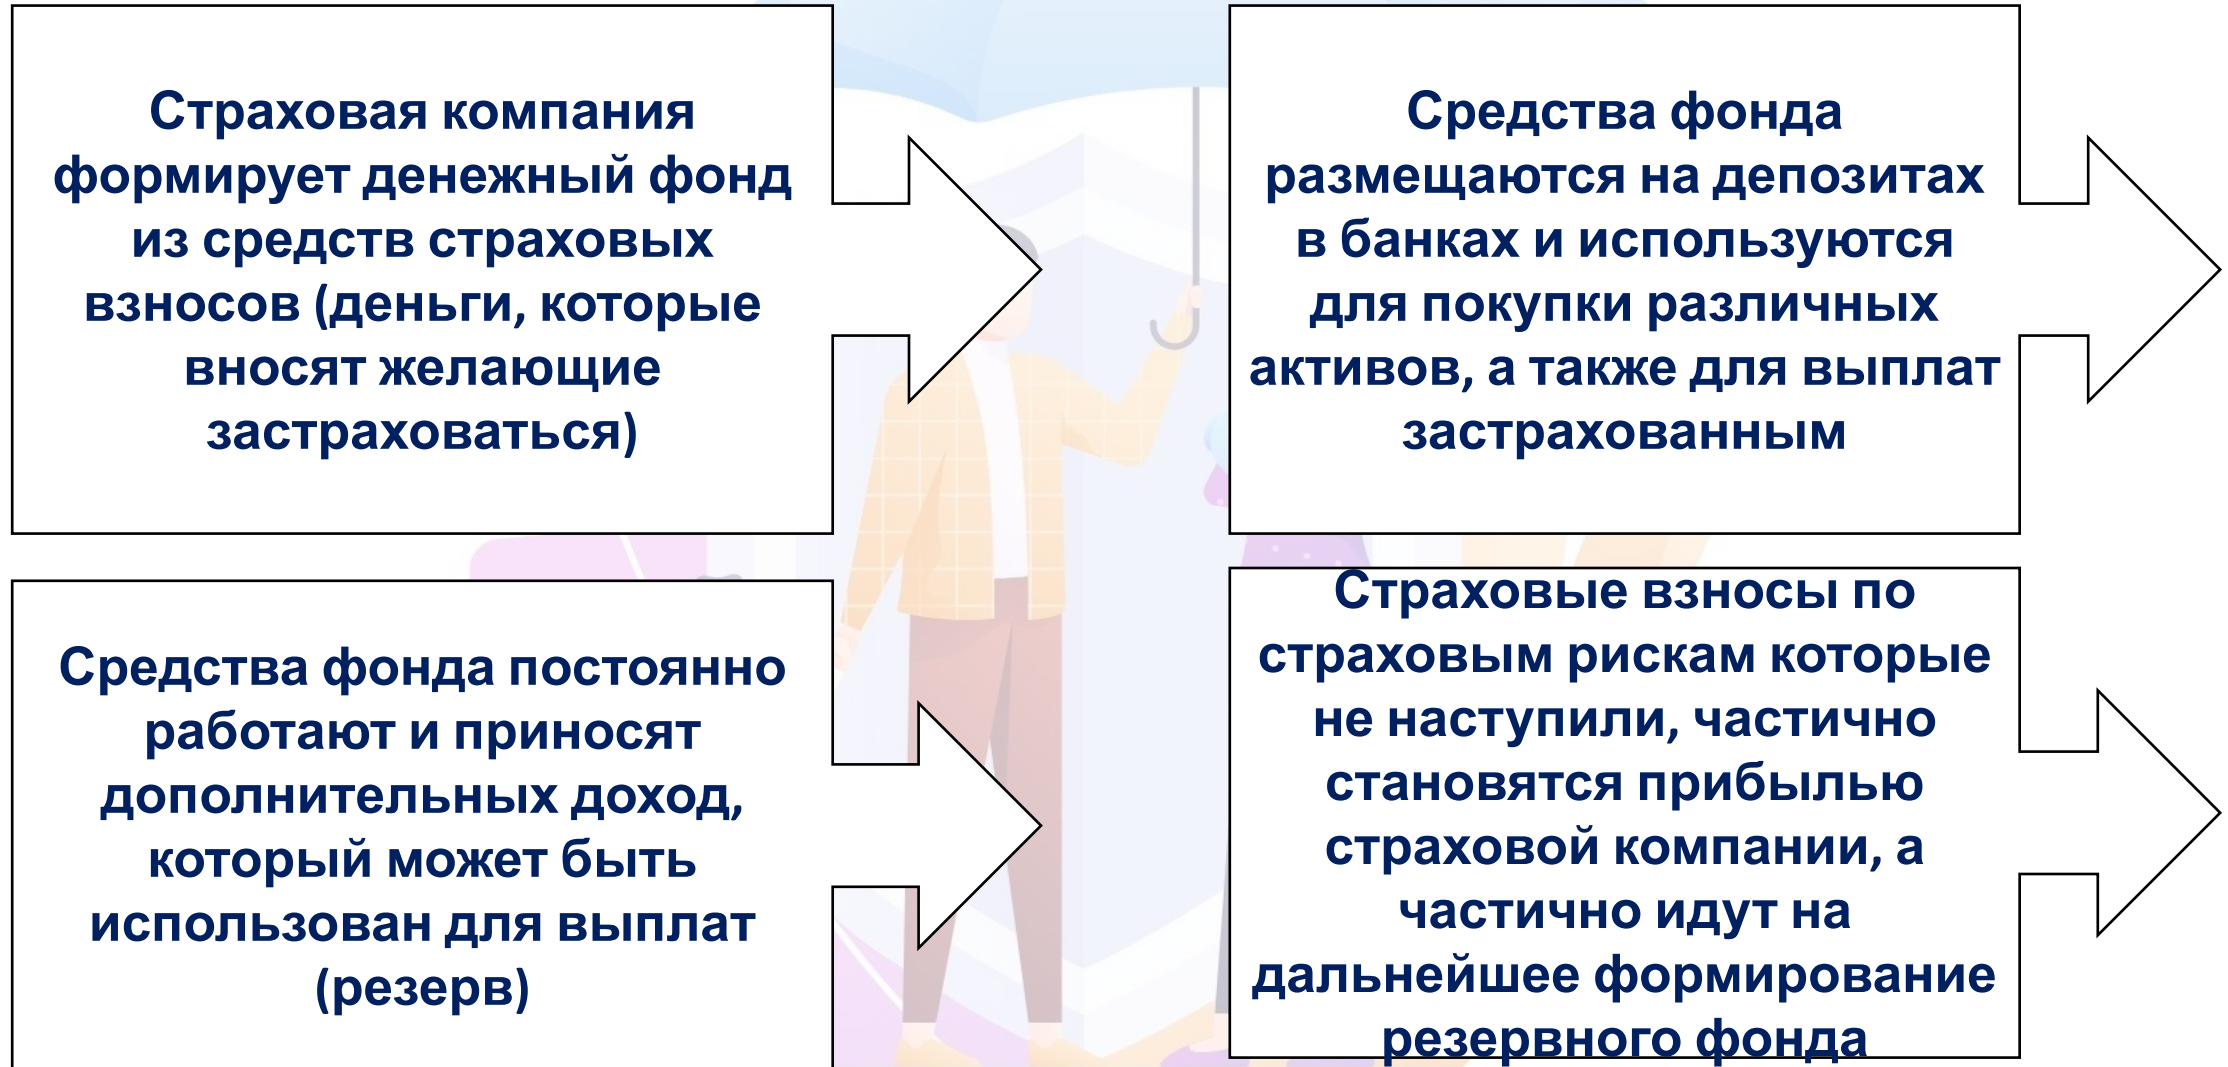 Страховая компания
формирует денежный фонд
из средств страховых
взносов (деньги, которые
вносят желающие
застраховаться)
Средства фонда
размещаются на депозитах
в банках и используются
для покупки различных
активов, а также для выплат
застрахованным
Средства фонда постоянно
работают и приносят
дополнительных доход,
который может быть
использован для выплат
(резерв)
Страховые взносы по
страховым рискам которые
не наступили, частично
становятся прибылью
страховой компании, а
частично идут на
дальнейшее формирование
резервного фонда